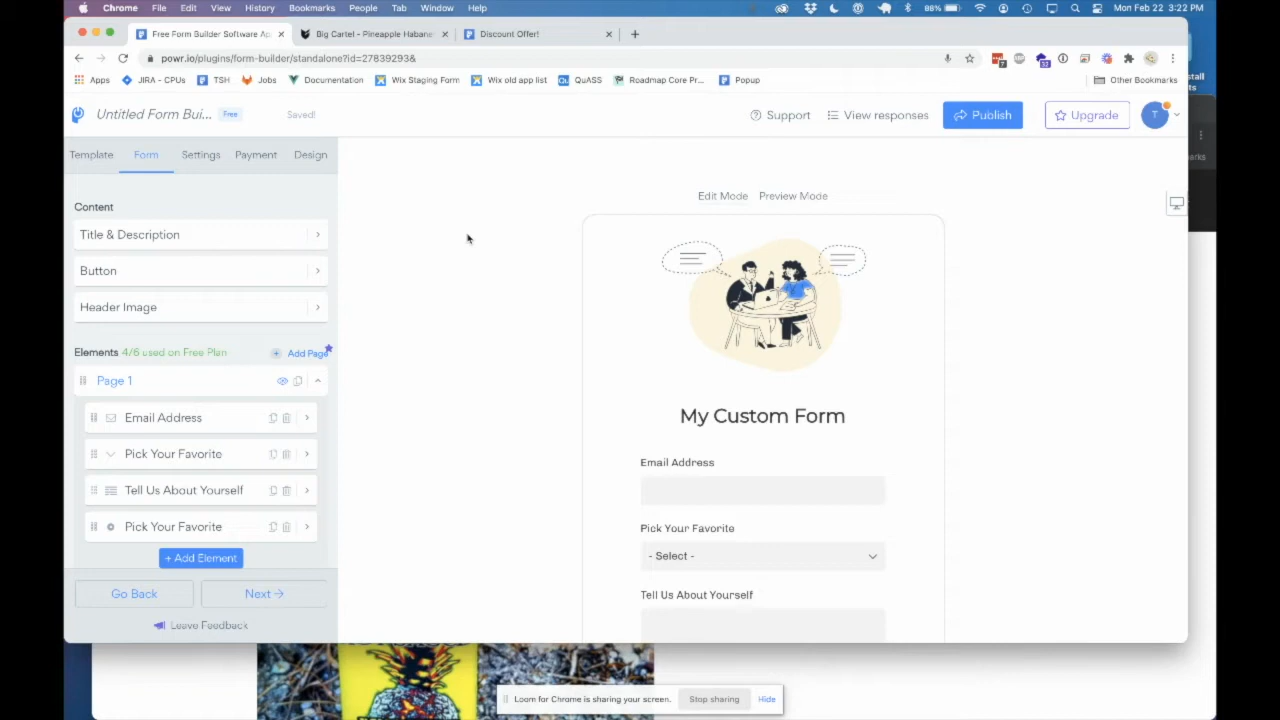 Chrome File Edit View History Bookmarks People Tab Window Help
88% Mon Feb 22 3:22 PM
Free Form Builder Software Ap
Big Cartel - Pineapple Habane
Discount Offer!
powr.io/plugins/form-builder/standalone?id=27839293&
7
32
Apps JIRA - CPUs TSH Jobs Documentation Wix Staging Form Wix old app list QuASS Roadmap Core Pr... Popup Other Bookmarks
Untitled Form Bui... Free Saved! Support View responses Publish Upgrade T
Template Form Settings Payment Design
Content
Title & Description
Button
Header Image
Elements 4/6 used on Free Plan + Add Page
Page 1
Email Address
Pick Your Favorite
Tell Us About Yourself
Pick Your Favorite
+ Add Element
Go Back Next
Leave Feedback
Edit Mode Preview Mode
My Custom Form
Email Address
Pick Your Favorite
- Select -
Tell Us About Yourself
Loom for Chrome is sharing your screen. Stop sharing Hide